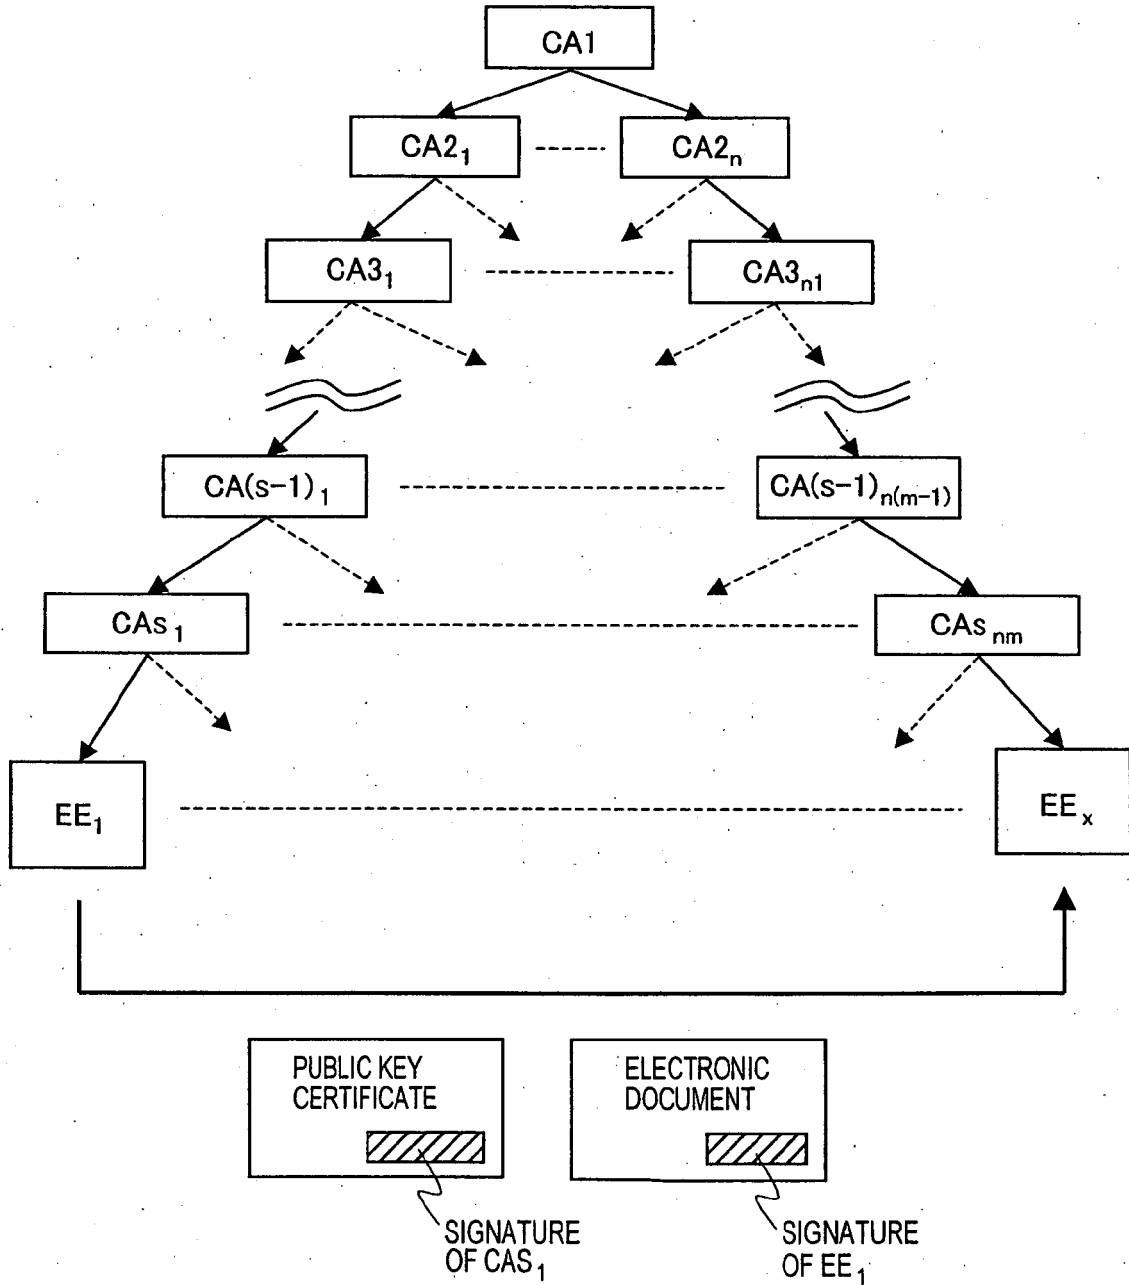 CA1
CA2₁
CA2ₙ
CA3₁
CA3ₙ₁
CA(s-1)₁
CA(s-1)ₙ₍ₘ₋₁₎
CAs₁
CAsₙₘ
EE₁
EEₓ
PUBLIC KEY
CERTIFICATE
ELECTRONIC
DOCUMENT
SIGNATURE
OF CAS₁
SIGNATURE
OF EE₁